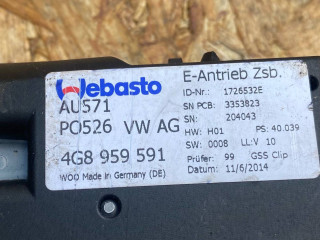 Webasto
E-Antrieb Zsb.
AU571
ID-Nr.: 1726532E
SN PCB: 3353823
PO526 VW AG
SN: 204043
HW: H01 PS: 40.039
4G8 959 591
SW: 0008 LL:V 10
Prüfer: 99 GSS Clip
WOO Made in Germany (DE)
Datum: 11/6/2014